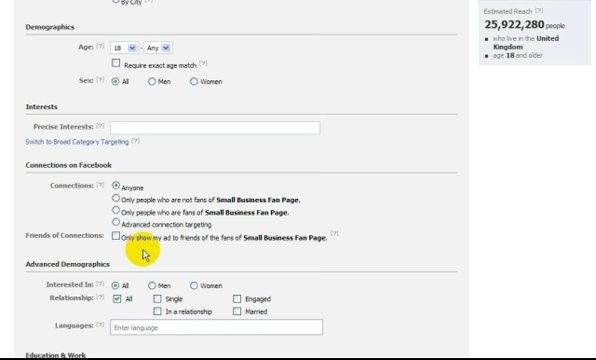 By City [?]
Estimated Reach [?]
25,922,280 people
who live in the United Kingdom
age 18 and older
Demographics
Age: [?] 18 - Any
Require exact age match [?]
Sex: [?] All Men Women
Interests
Precise Interests: [?]
Switch to Broad Category Targeting [?]
Connections on Facebook
Connections: [?] Anyone
Only people who are not fans of Small Business Fan Page.
Only people who are fans of Small Business Fan Page.
Advanced connection targeting
Friends of Connections: Only show my ad to friends of the fans of Small Business Fan Page. [?]
Advanced Demographics
Interested In: [?] All Men Women
Relationship: [?] All Single Engaged
In a relationship Married
Languages: [?] Enter language
Education & Work